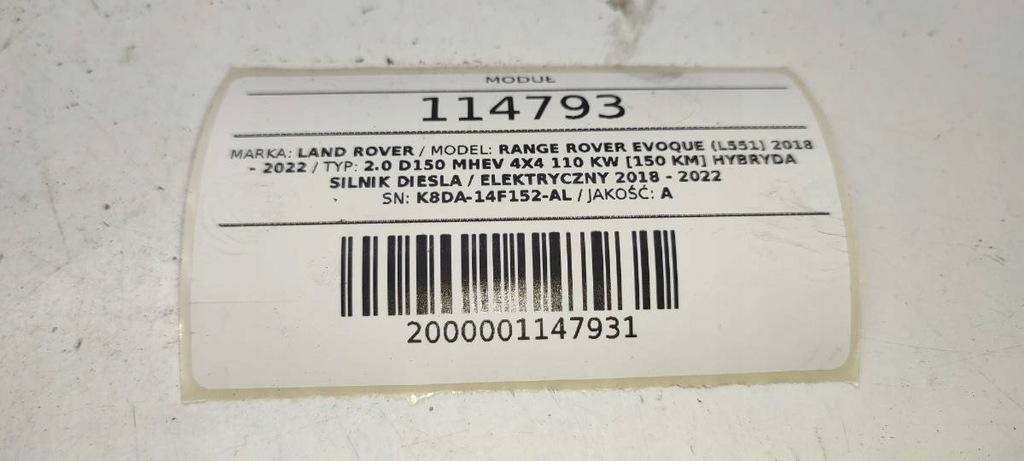 MODUŁ
114793
MARKA: LAND ROVER / MODEL: RANGE ROVER EVOQUE (L551) 2018
- 2022 / TYP: 2.0 D150 MHEV 4X4 110 KW [150 KM] HYBRYDA
SILNIK DIESLA / ELEKTRYCZNY 2018 - 2022
SN: K8DA-14F152-AL / JAKOŚĆ: A
2000001147931